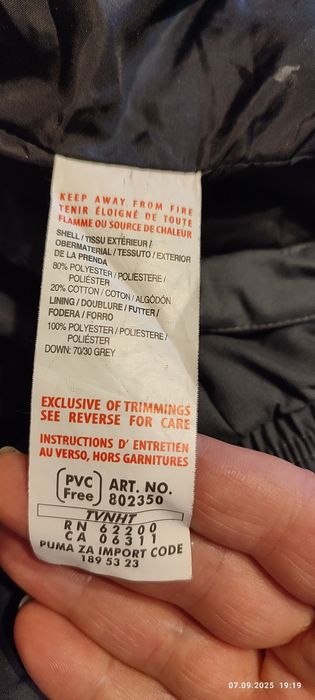 KEEP AWAY FROM FIRE
TENIR ÉLOIGNÉ DE TOUTE
FLAMME OU SOURCE DE CHALEUR
SHELL / TISSU EXTÉRIEUR /
OBERMATERIAL / TESSUTO / EXTERIOR
DE LA PRENDA
80% POLYESTER / POLIESTERE /
POLIÉSTER
20% COTTON / COTON / ALGODÓN
LINING / DOUBLURE / FUTTER /
FODERA / FORRO
100% POLYESTER / POLIESTERE /
POLIÉSTER
DOWN: 70/30 GREY
EXCLUSIVE OF TRIMMINGS
SEE REVERSE FOR CARE
INSTRUCTIONS D' ENTRETIEN
AU VERSO, HORS GARNITURES
PVC Free ART. NO. 802350
TVNHT
RN 62200
CA 06311
PUMA ZA IMPORT CODE
189 53 23
07.09.2025 19:19